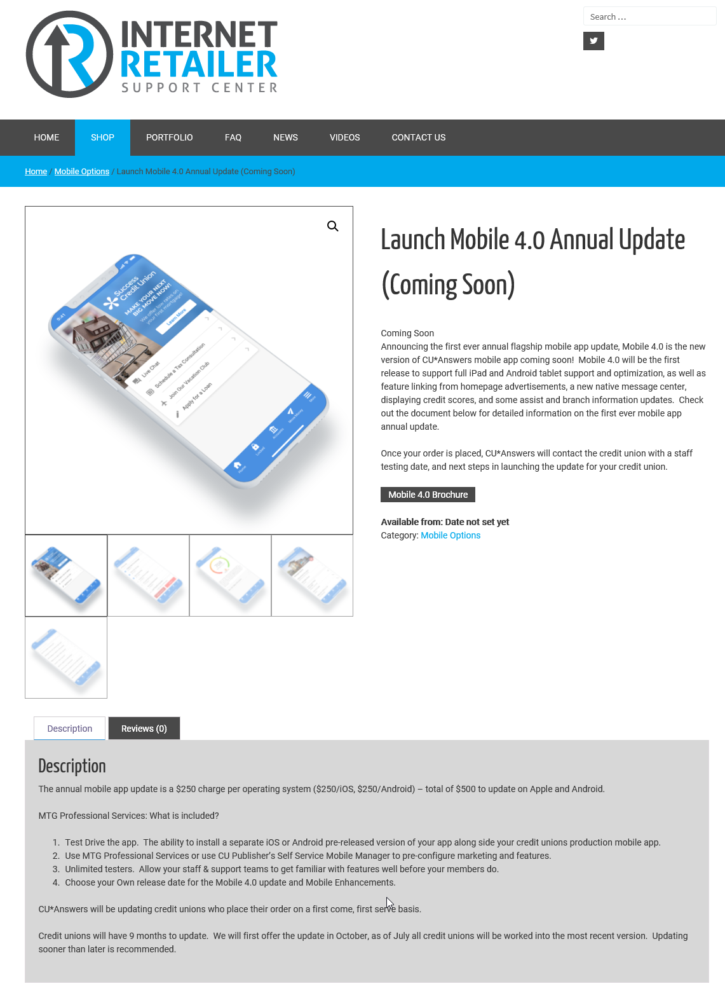 INTERNET
RETAILER
SUPPORT CENTER
Search …
HOME SHOP PORTFOLIO FAQ NEWS VIDEOS CONTACT US
Home / Mobile Options / Launch Mobile 4.0 Annual Update (Coming Soon)
9:41
Success
Credit Union
MAKE YOUR NEXT
BIG MOVE NOW!
We offer low rates on
your first mortgage!
Learn More
Live Chat
Schedule a Tax Consultation
Join Our Vacation Club
Apply for a Loan
Home
Locked
Accounts
Move Money
More
Launch Mobile 4.0 Annual Update
(Coming Soon)
Coming Soon
Announcing the first ever annual flagship mobile app update, Mobile 4.0 is the new
version of CU*Answers mobile app coming soon!  Mobile 4.0 will be the first
release to support full iPad and Android tablet support and optimization, as well as
feature linking from homepage advertisements, a new native message center,
displaying credit scores, and some assist and branch information updates.  Check
out the document below for detailed information on the first ever mobile app
annual update.
Once your order is placed, CU*Answers will contact the credit union with a staff
testing date, and next steps in launching the update for your credit union.
Mobile 4.0 Brochure
Available from: Date not set yet
Category: Mobile Options
Description Reviews (0)
Description
The annual mobile app update is a $250 charge per operating system ($250/iOS, $250/Android) – total of $500 to update on Apple and Android.
MTG Professional Services: What is included?
1. Test Drive the app.  The ability to install a separate iOS or Android pre-released version of your app along side your credit unions production mobile app.
2. Use MTG Professional Services or use CU Publisher’s Self Service Mobile Manager to pre-configure marketing and features.
3. Unlimited testers.  Allow your staff & support teams to get familiar with features well before your members do.
4. Choose your Own release date for the Mobile 4.0 update and Mobile Enhancements.
CU*Answers will be updating credit unions who place their order on a first come, first serve basis.
Credit unions will have 9 months to update.  We will first offer the update in October, as of July all credit unions will be worked into the most recent version.  Updating
sooner than later is recommended.